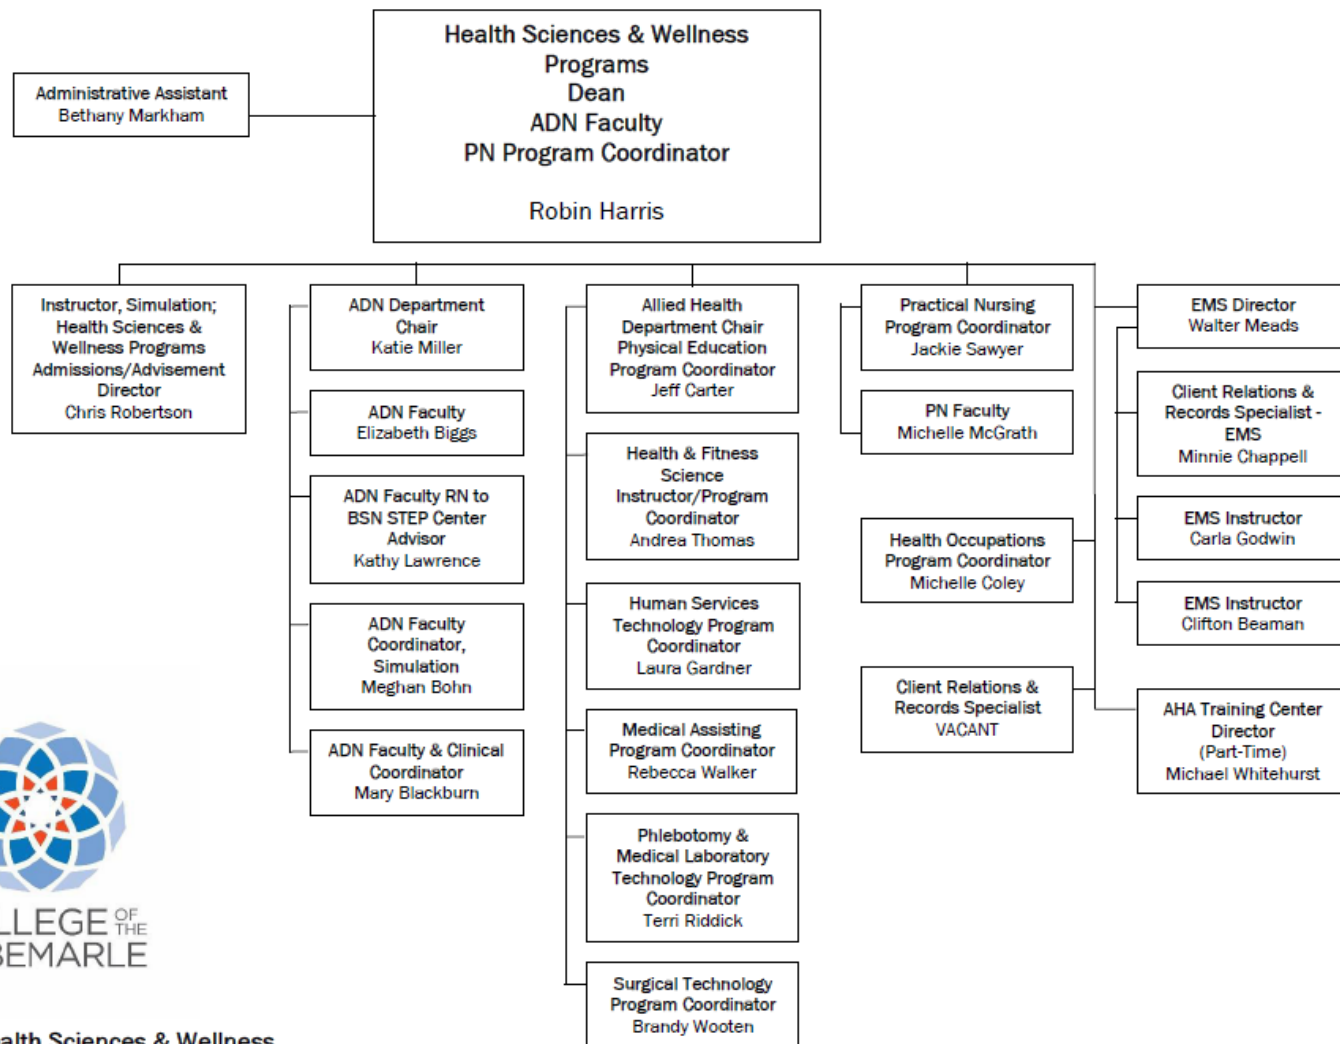 Health Sciences & Wellness
Programs
Dean
ADN Faculty
PN Program Coordinator
Robin Harris
Administrative Assistant
Bethany Markham
Instructor, Simulation;
Health Sciences &
Wellness Programs
Admissions/Advisement
Director
Chris Robertson
ADN Department
Chair
Katie Miller
ADN Faculty
Elizabeth Biggs
ADN Faculty RN to
BSN STEP Center
Advisor
Kathy Lawrence
ADN Faculty
Coordinator,
Simulation
Meghan Bohn
ADN Faculty & Clinical
Coordinator
Mary Blackburn
Allied Health
Department Chair
Physical Education
Program Coordinator
Jeff Carter
Health & Fitness
Science
Instructor/Program
Coordinator
Andrea Thomas
Human Services
Technology Program
Coordinator
Laura Gardner
Medical Assisting
Program Coordinator
Rebecca Walker
Phlebotomy &
Medical Laboratory
Technology Program
Coordinator
Terri Riddick
Surgical Technology
Program Coordinator
Brandy Wooten
Practical Nursing
Program Coordinator
Jackie Sawyer
PN Faculty
Michelle McGrath
Health Occupations
Program Coordinator
Michelle Coley
Client Relations &
Records Specialist
VACANT
EMS Director
Walter Meads
Client Relations &
Records Specialist -
EMS
Minnie Chappell
EMS Instructor
Carla Godwin
EMS Instructor
Clifton Beaman
AHA Training Center
Director
(Part-Time)
Michael Whitehurst
LLEGE OF THE
BEMARLE
alth Sciences & Wellness